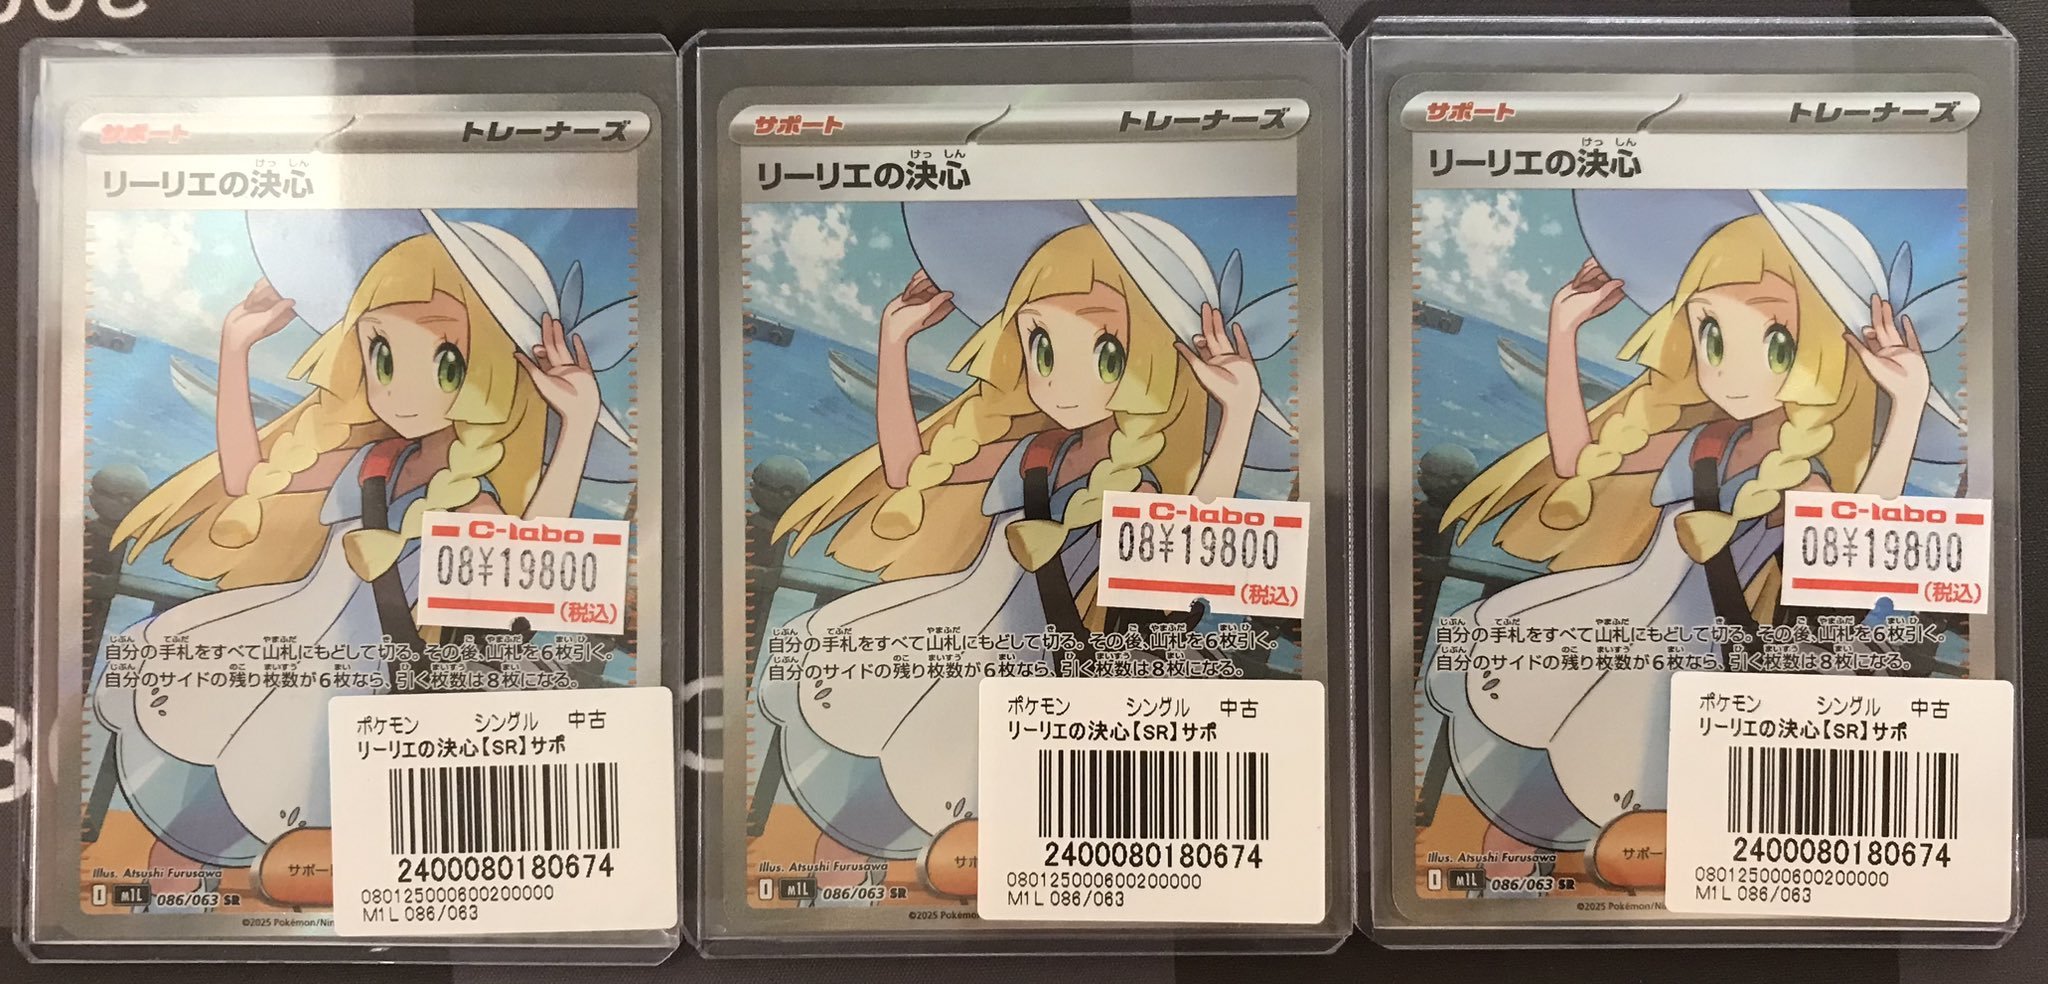 サポート トレーナーズ
リーリエの決心
C-labo
08¥19800
(税込)
自分の手札をすべて山札にもどして切る。その後、山札を6枚引く。
自分のサイドの残り枚数が6枚なら、引く枚数は8枚になる。
ポケモン シングル 中古
リーリエの決心【SR】サポ
2400080180674
080125000600200000
M1L 086/063
サポー
Illus. Atsushi Furusawa
I M1L 086/063 SR
©2025 Pokémon/Nin
サポート トレーナーズ
リーリエの決心
C-labo
08¥19800
(税込)
自分の手札をすべて山札にもどして切る。その後、山札を6枚引く。
自分のサイドの残り枚数が6枚なら、引く枚数は8枚になる。
ポケモン シングル 中古
リーリエの決心【SR】サポ
2400080180674
080125000600200000
M1L 086/063
サポ
Illus. Atsushi Furusawa
I M1L 086/063 SR
©2025 Pokémon
サポート トレーナーズ
リーリエの決心
C-labo
08¥19800
(税込)
自分の手札をすべて山札にもどして切る。その後、山札を6枚引く。
自分のサイドの残り枚数が6枚なら、引く枚数は8枚になる。
ポケモン シングル 中古
リーリエの決心【SR】サポ
2400080180674
080125000600200000
M1L 086/063
サポー
Illus. Atsushi Furusawa
I M1L 086/063 SR
©2025 Pokémon/Nin